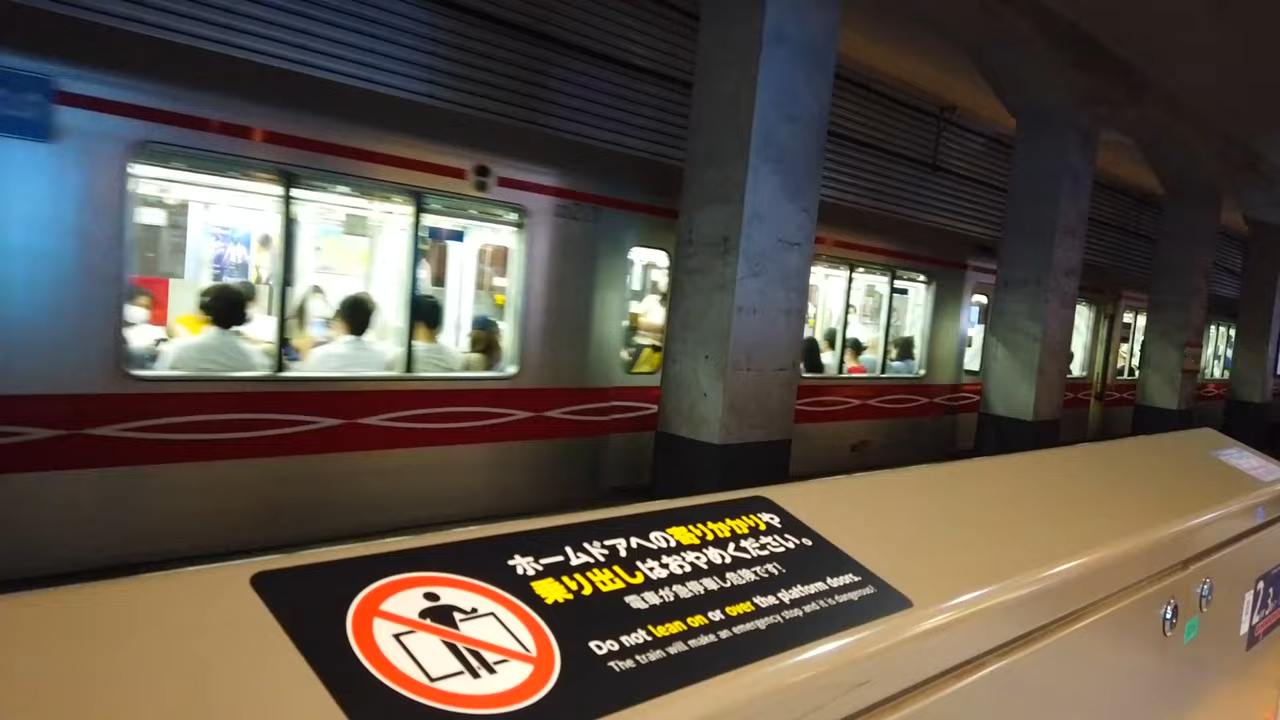 ホームドアへの寄りかかりや
乗り出しはおやめください。
電車が急停車し危険です!
Do not lean on or over the platform doors.
The train will make an emergency stop and it is dangerous!